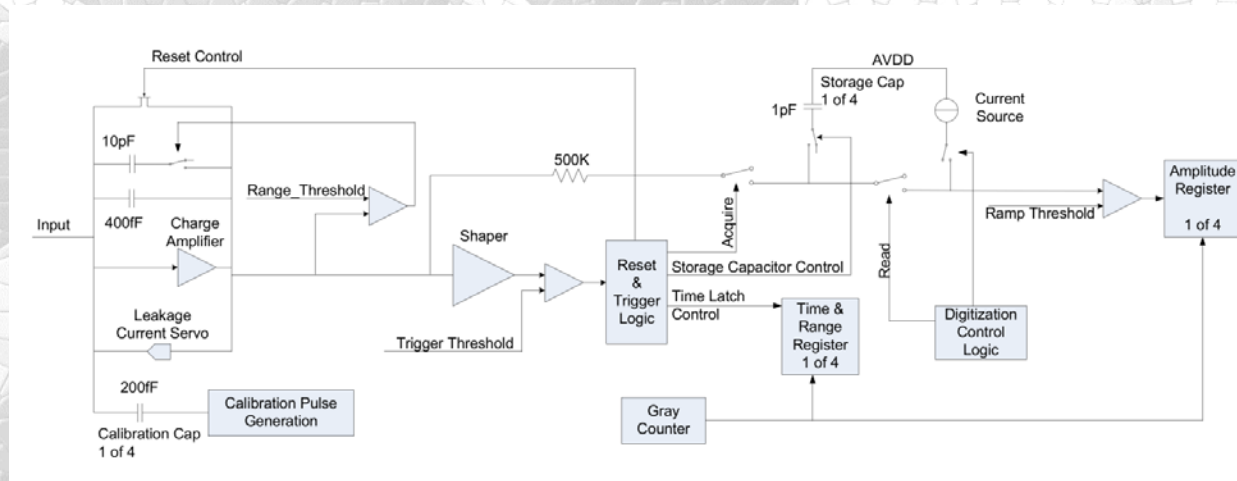 Reset Control
AVDD
Storage Cap
1 of 4
1pF
Current
Source
10pF
500K
Range_Threshold
400fF
Input
Charge
Amplifier
Shaper
Acquire
Amplitude
Register
1 of 4
Ramp Threshold
Reset
&
Trigger
Logic
Storage Capacitor Control
Read
Time Latch
Control
Time &
Range
Register
1 of 4
Digitization
Control
Logic
Leakage
Current Servo
Trigger Threshold
200fF
Calibration Pulse
Generation
Calibration Cap
1 of 4
Gray
Counter